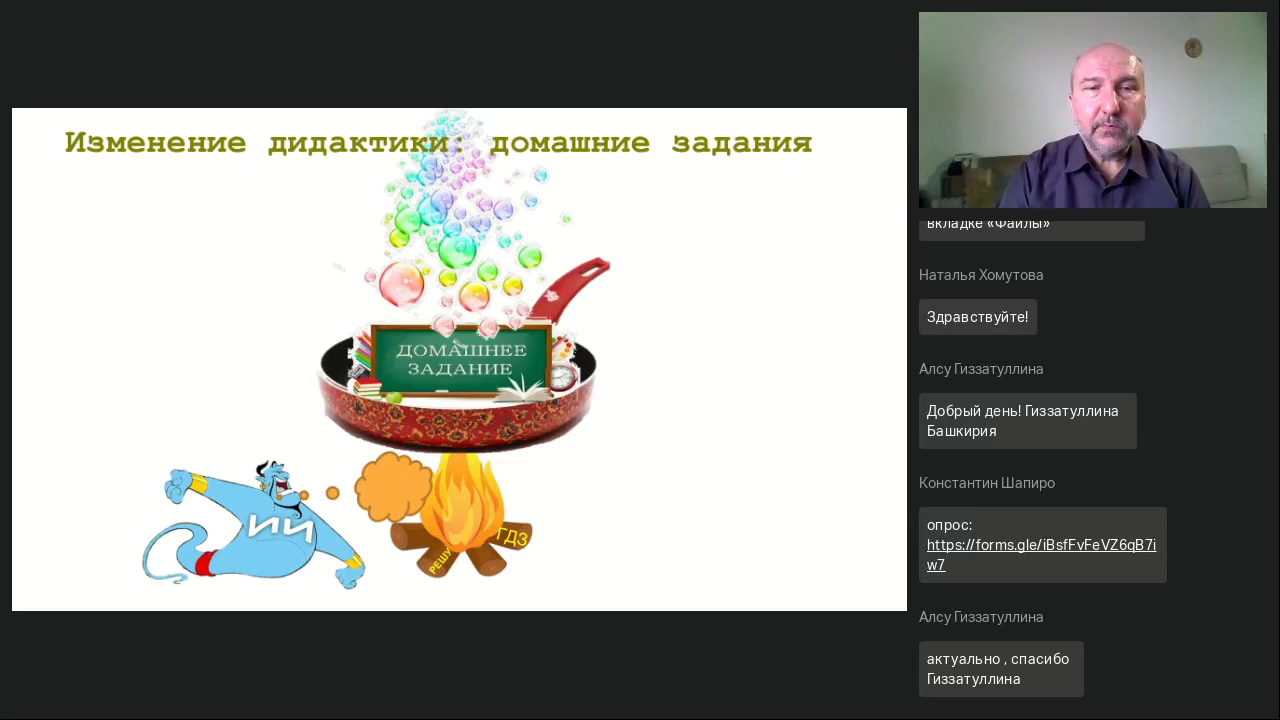 Изменение дидактики: домашние задания
ДОМАШНЕЕ
ЗАДАНИЕ
ИИ
РЕШУ
ГДЗ
вкладке «Файлы»
Наталья Хомутова
Здравствуйте!
Алсу Гиззатуллина
Добрый день! Гиззатуллина
Башкирия
Константин Шапиро
опрос:
https://forms.gle/iBsfFvFeVZ6qB7i
w7
Алсу Гиззатуллина
актуально , спасибо
Гиззатуллина